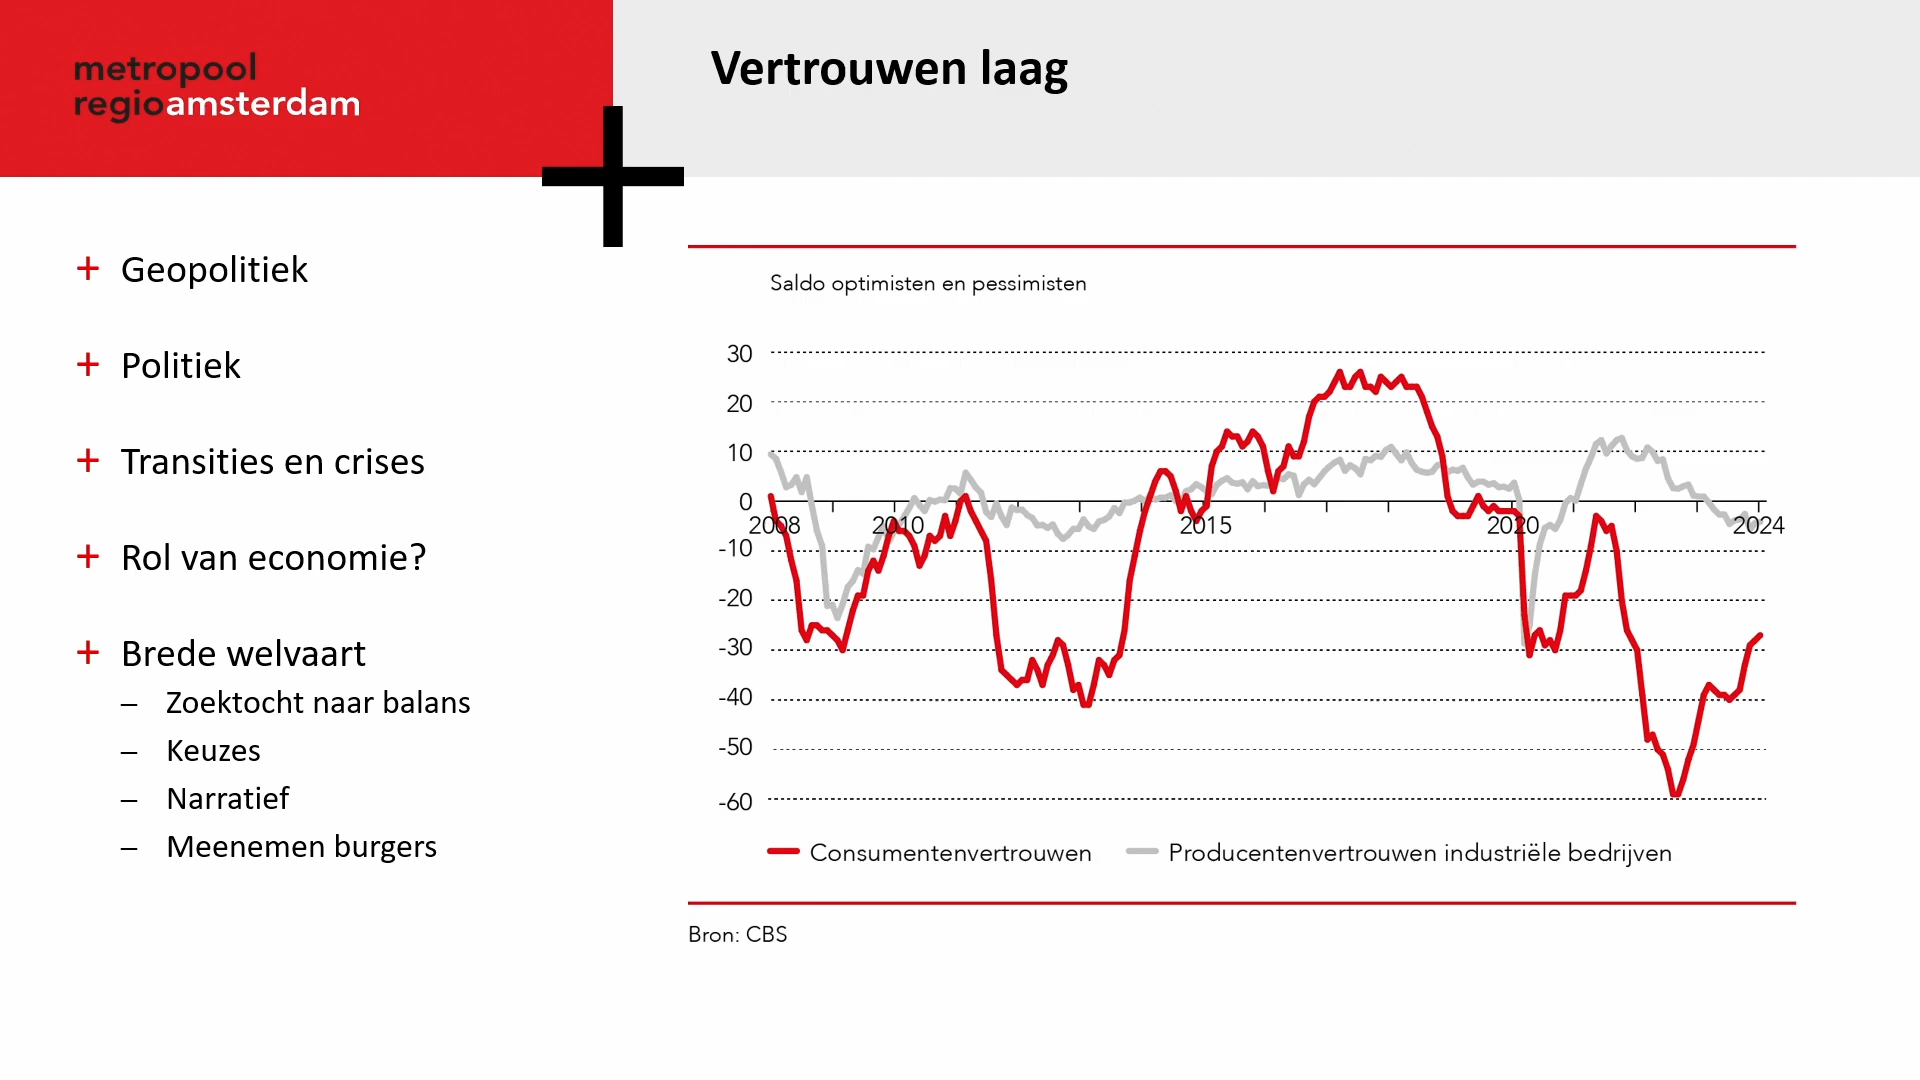 metropool
regioamsterdam
Vertrouwen laag
+ Geopolitiek
+ Politiek
+ Transities en crises
+ Rol van economie?
+ Brede welvaart
– Zoektocht naar balans
– Keuzes
– Narratief
– Meenemen burgers
Saldo optimisten en pessimisten
30
20
10
0
2008 2010 2015 2020 2024
-10
-20
-30
-40
-50
-60
Consumentenvertrouwen Producentenvertrouwen industriële bedrijven
Bron: CBS